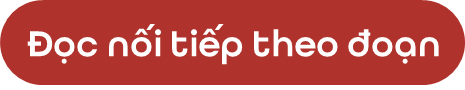 Đọc nối tiếp theo đoạn